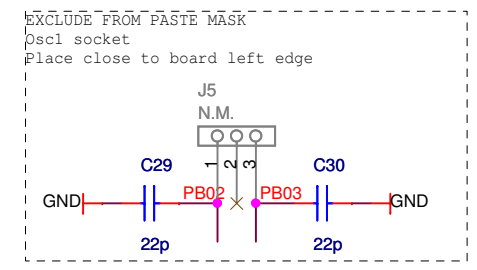 EXCLUDE FROM PASTE MASK
Osc1 socket
Place close to board left edge
J5
N.M.
1 2 3
C29 C30
GND PB02 PB03 GND
22p 22p